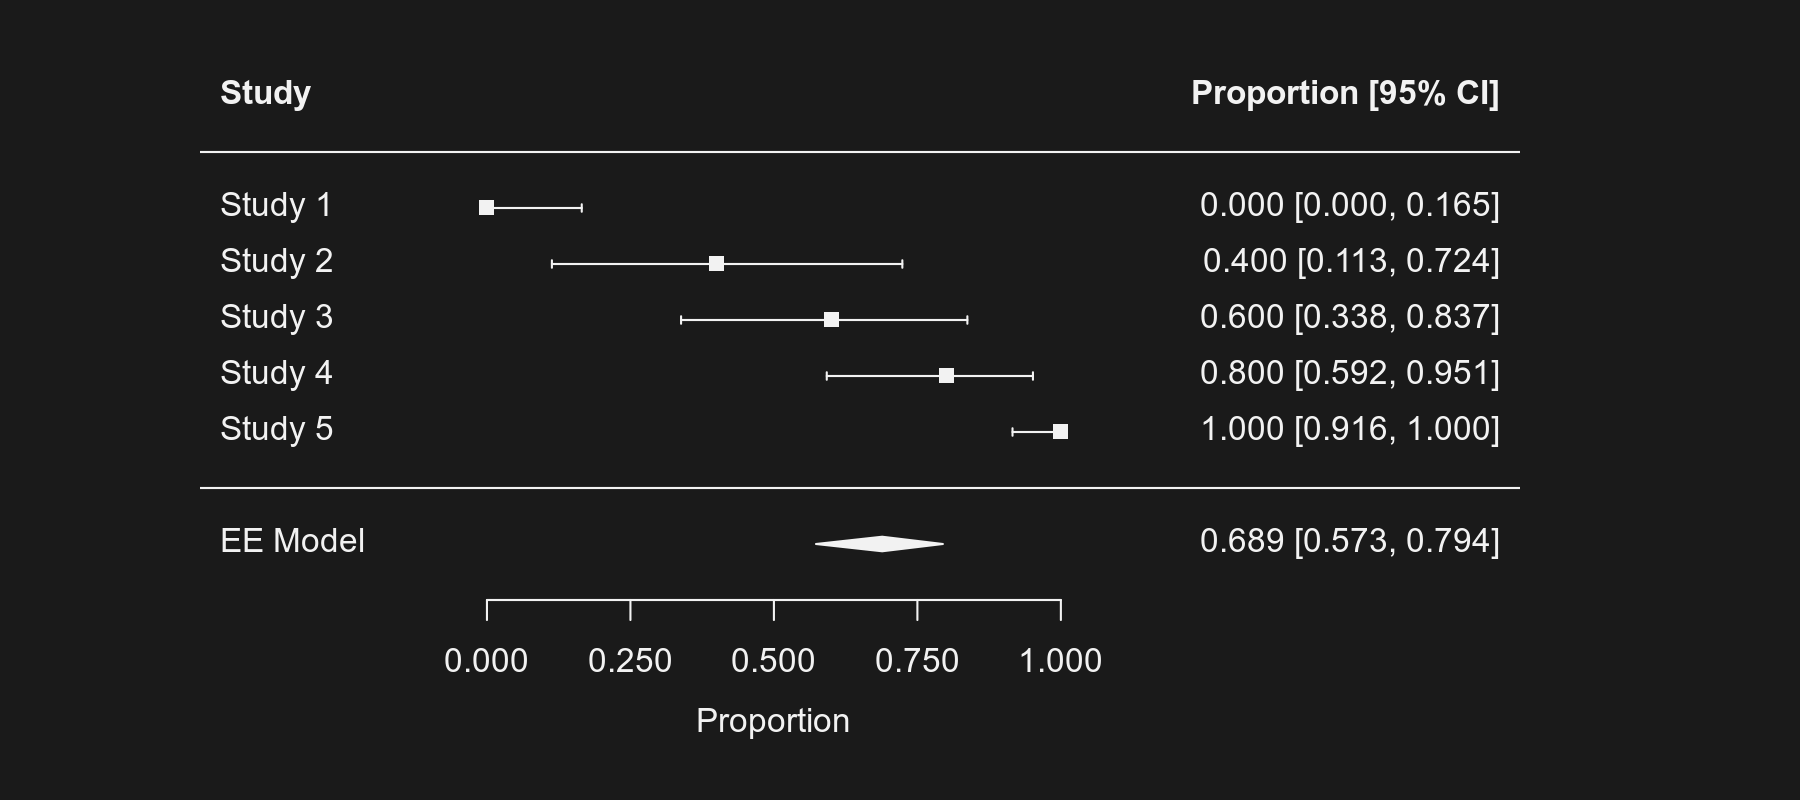 Study Proportion [95% CI]
Study 1 0.000 [0.000, 0.165]
Study 2 0.400 [0.113, 0.724]
Study 3 0.600 [0.338, 0.837]
Study 4 0.800 [0.592, 0.951]
Study 5 1.000 [0.916, 1.000]
EE Model 0.689 [0.573, 0.794]
0.000 0.250 0.500 0.750 1.000
Proportion